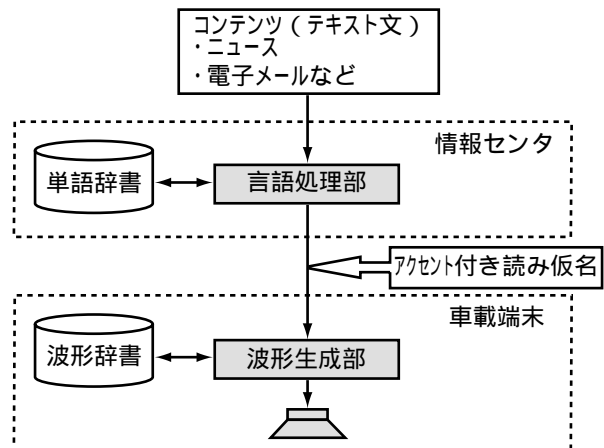 コンテンツ ( テキスト文 )
・ニュース
・電子メールなど
情報センタ
単語辞書
言語処理部
アクセント付き読み仮名
車載端末
波形辞書
波形生成部